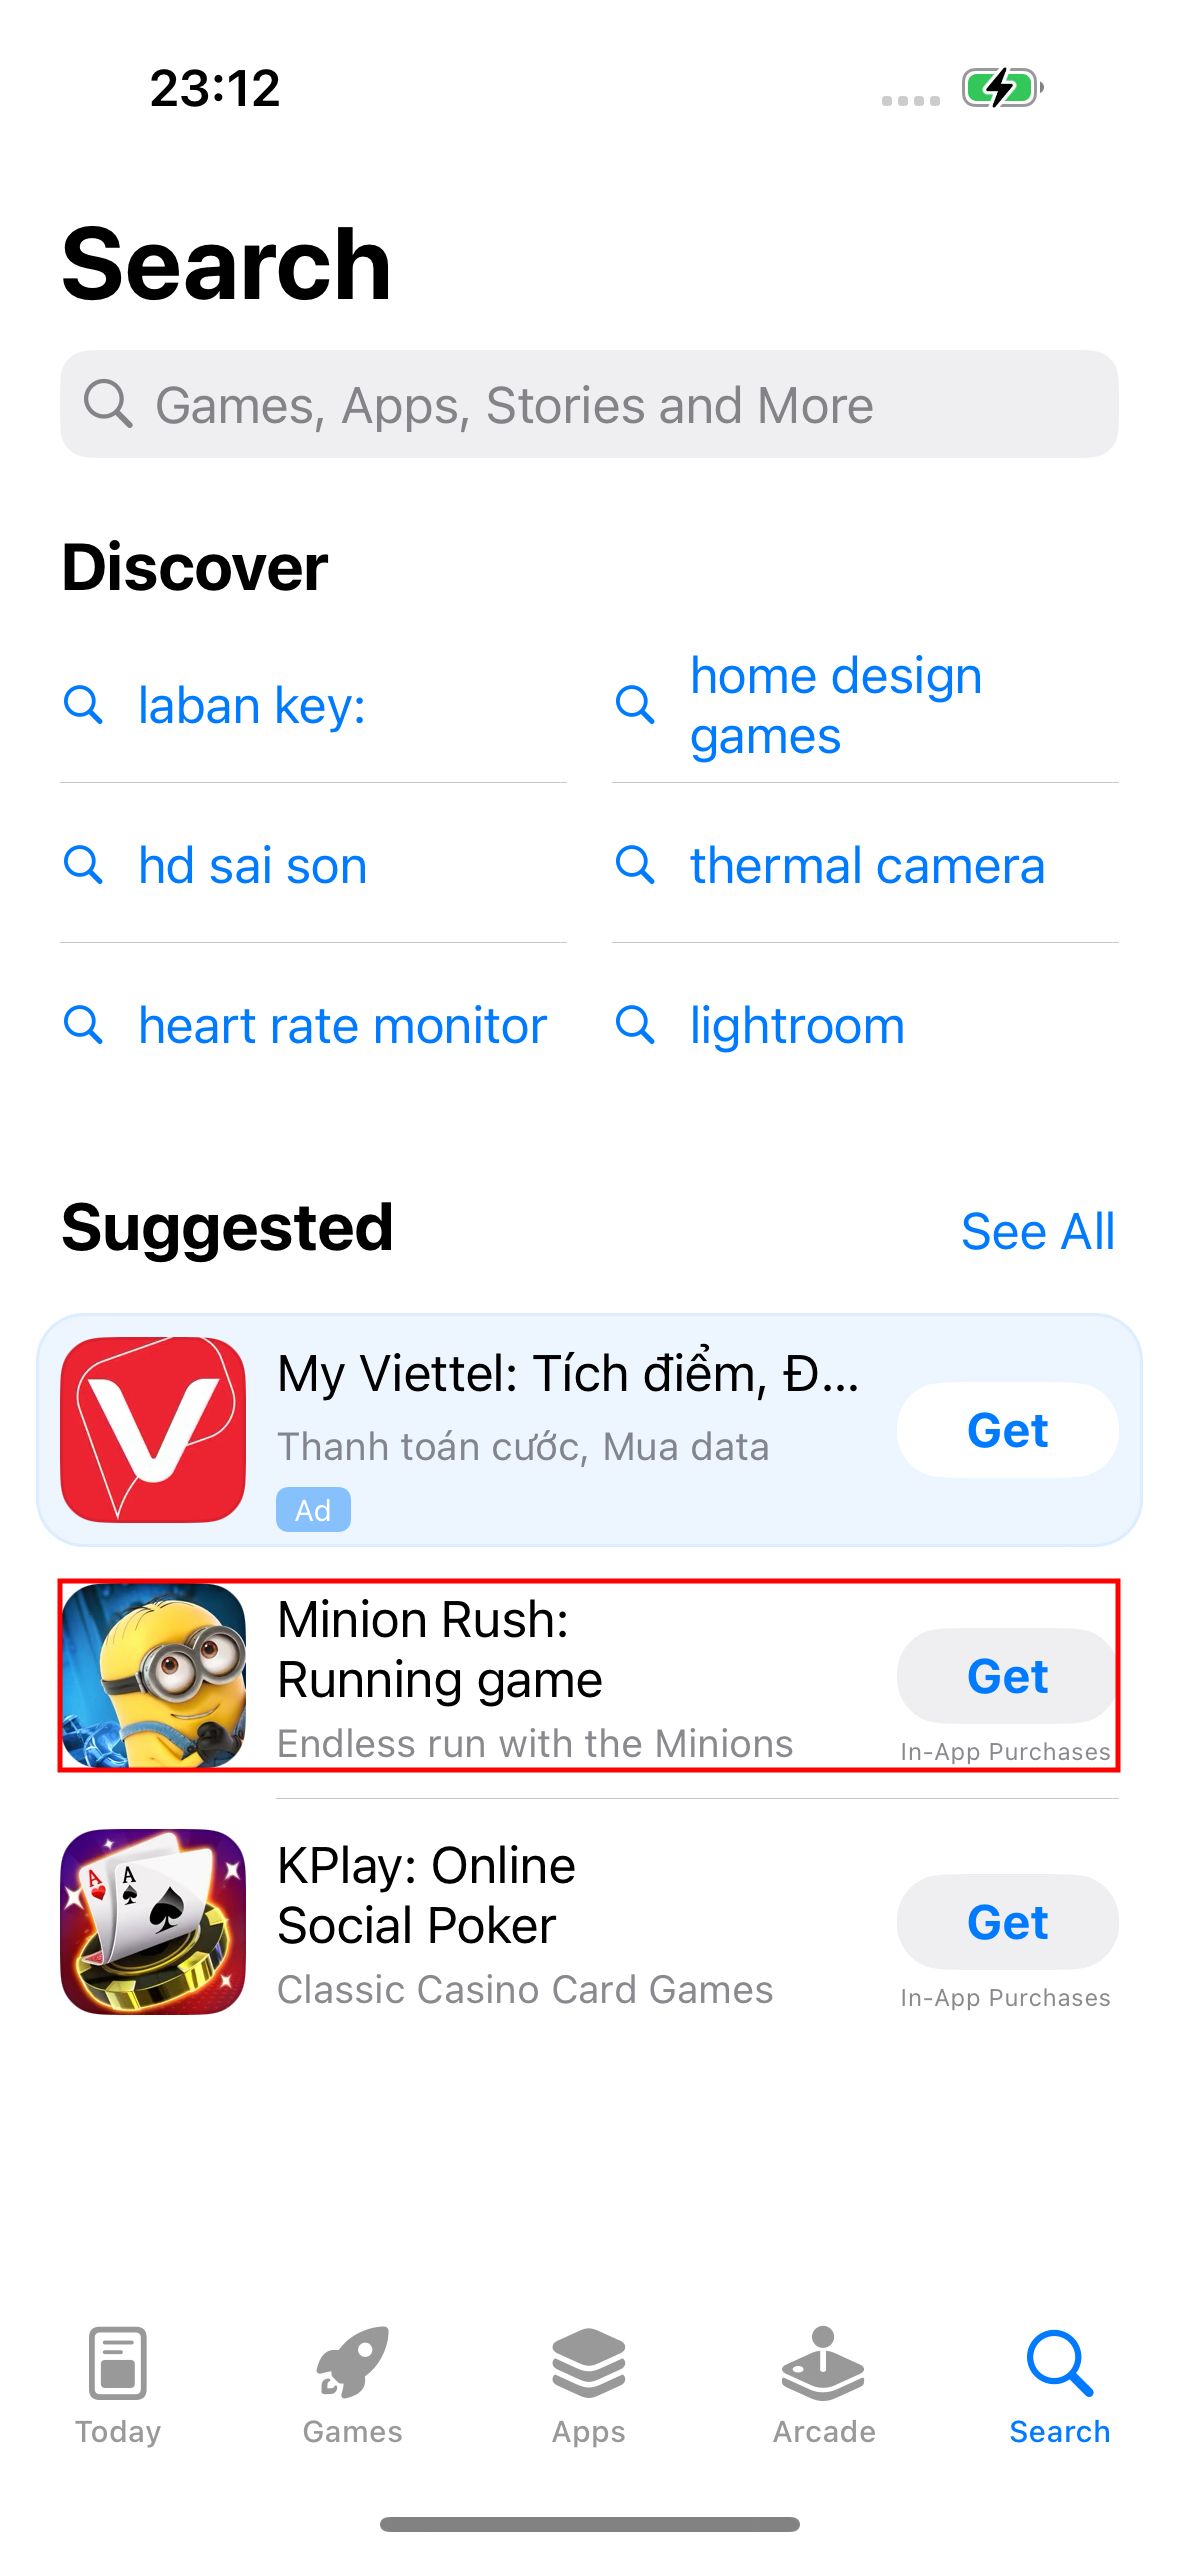 23:12
Search
Games, Apps, Stories and More
Discover
laban key:
home design
games
hd sai son
thermal camera
heart rate monitor
lightroom
Suggested
See All
My Viettel: Tích điểm, Đ...
Thanh toán cước, Mua data
Ad
Get
Minion Rush:
Running game
Endless run with the Minions
Get
In-App Purchases
A
A
KPlay: Online
Social Poker
Classic Casino Card Games
Get
In-App Purchases
Today
Games
Apps
Arcade
Search